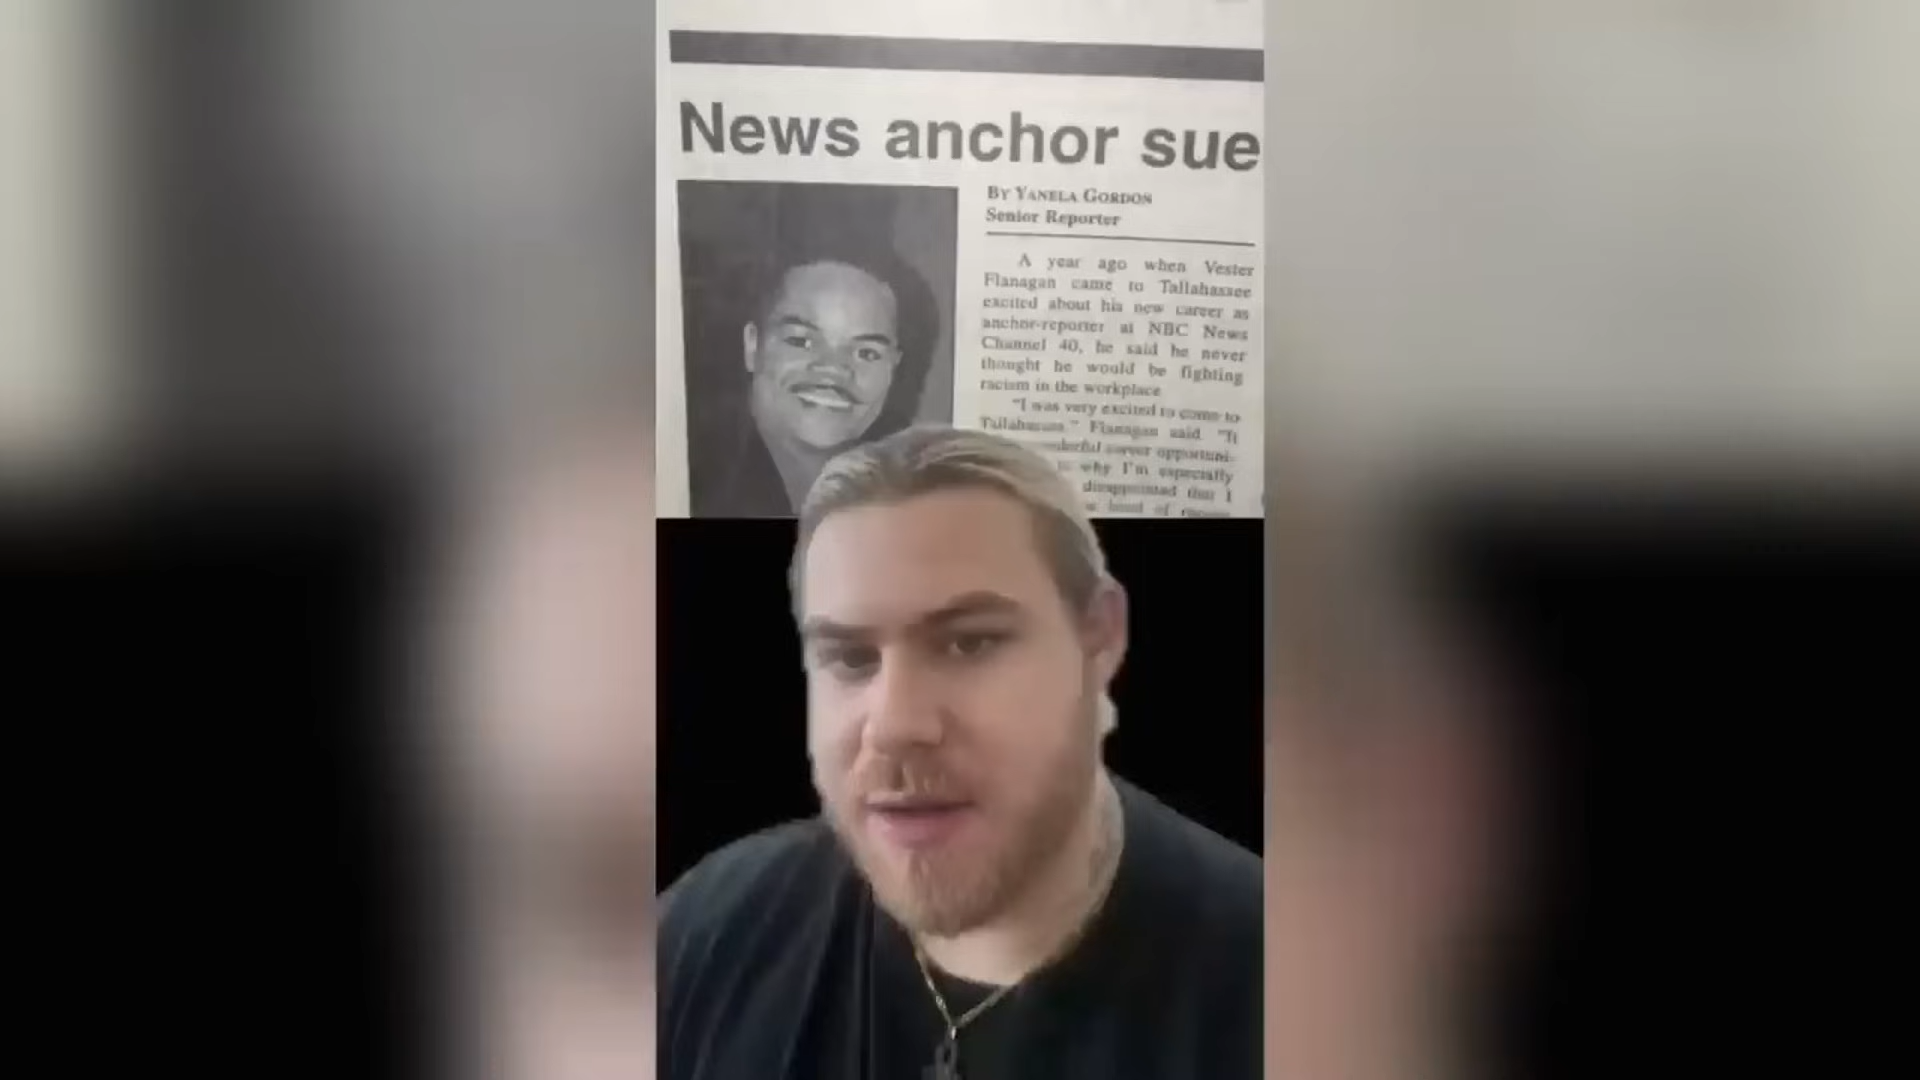 News anchor sue
BY YANELA GORDON
Senior Reporter
A year ago when Vester
Flanagan came to Tallahassee
excited about his new career as
anchor-reporter at NBC News
Channel 40, he said he never
thought he would be fighting
racism in the workplace
"I was very excited to come to
Tallahassee," Flanagan said. "It
career opportuni-
why I'm especially
disappointed that I
of